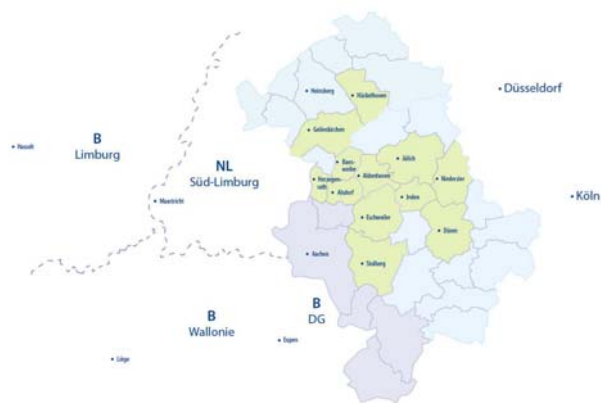 Heinsberg
Hückelhoven
Düsseldorf
Geilenkirchen
Hasselt
B
Limburg
NL
Süd-Limburg
Baes-
weiler
Jülich
Aldenhoven
Niederzier
Herzogen-
rath
Alsdorf
Inden
Maastricht
Köln
Eschweiler
Düren
Aachen
Stolberg
B
Wallonie
B
DG
Eupen
Liège